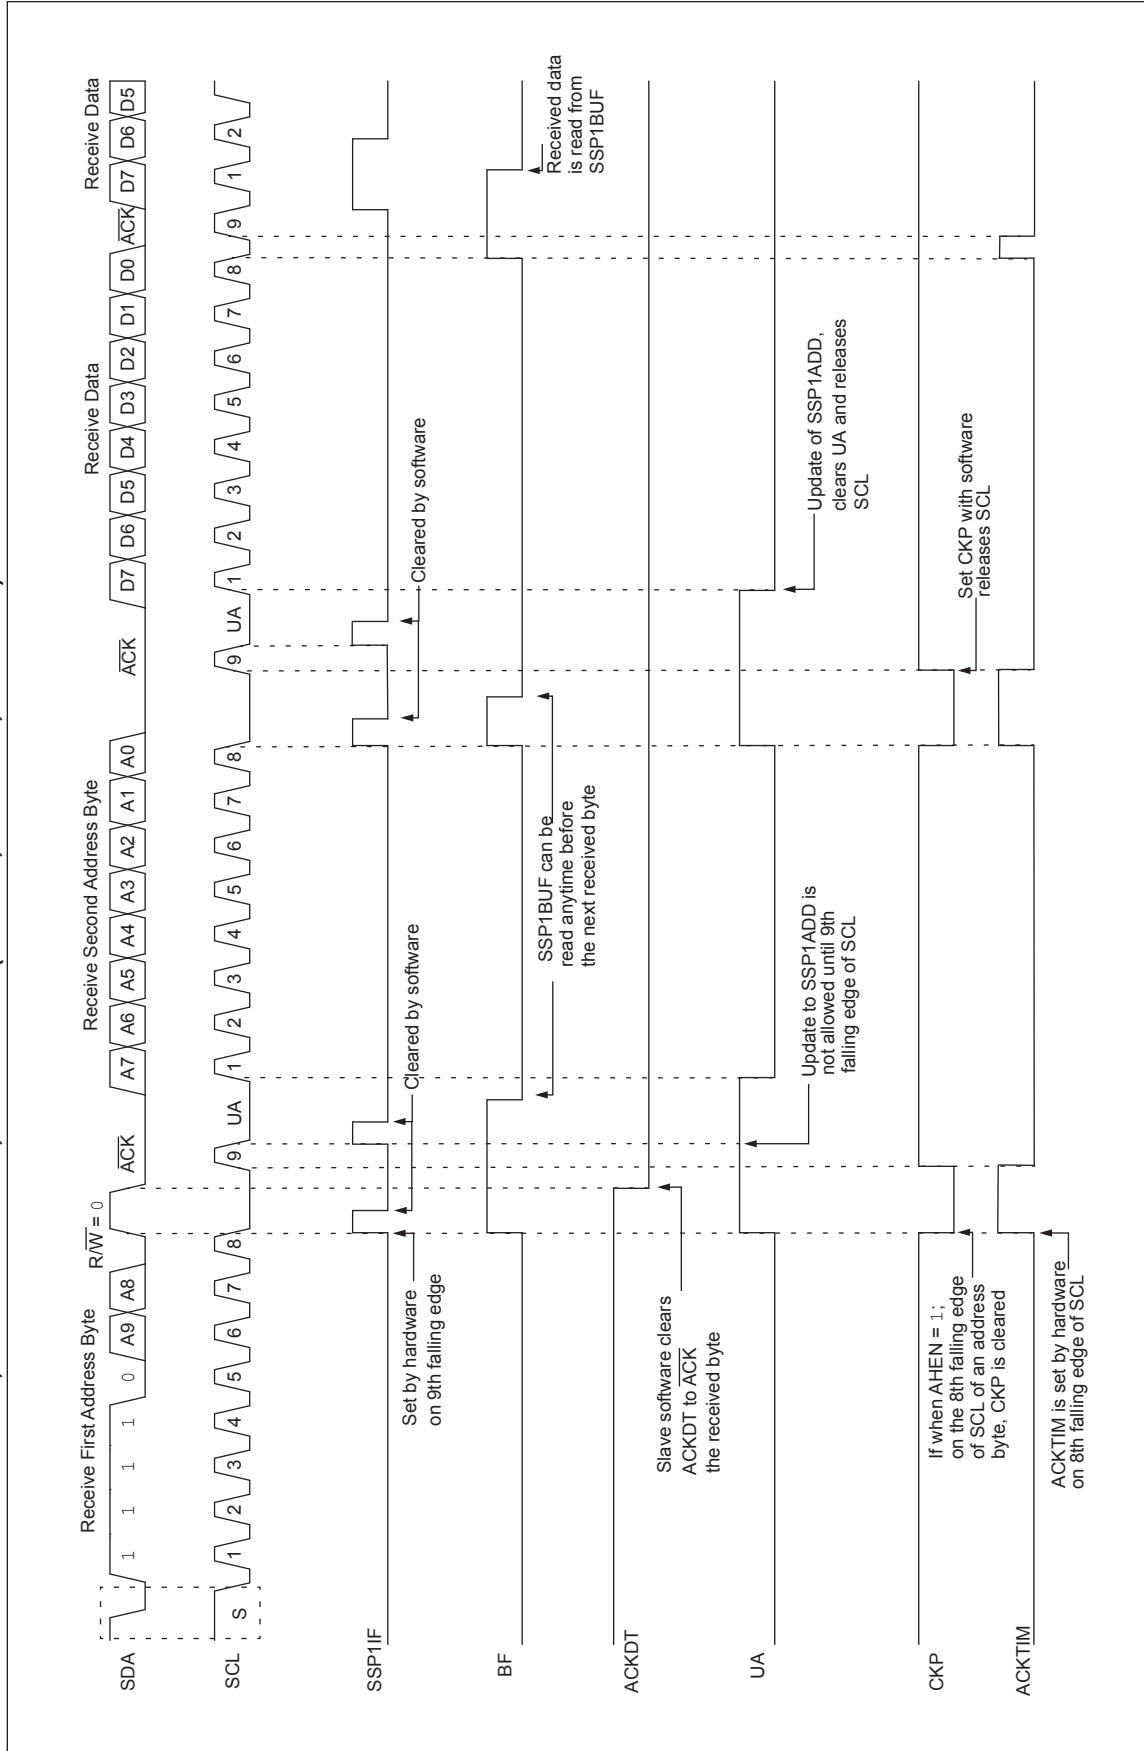 Receive First Address Byte
R/W = 0
Receive Second Address Byte
Receive Data
Receive Data
SDA
1 1 1 1 0 A9 A8
ACK
A7 A6 A5 A4 A3 A2 A1 A0
ACK
D7 D6 D5 D4 D3 D2 D1 D0
ACK
D7 D6 D5
SCL
S 1 2 3 4 5 6 7 8 9 UA 1 2 3 4 5 6 7 8 9 UA 1 2 3 4 5 6 7 8 9 1 2
SSP1IF
Set by hardware
on 9th falling edge
Cleared by software
Cleared by software
BF
SSP1BUF can be
read anytime before
the next received byte
Received data
is read from
SSP1BUF
ACKDT
Slave software clears
ACKDT to ACK
the received byte
UA
Update to SSP1ADD is
not allowed until 9th
falling edge of SCL
Update of SSP1ADD,
clears UA and releases
SCL
CKP
If when AHEN = 1;
on the 8th falling edge
of SCL of an address
byte, CKP is cleared
Set CKP with software
releases SCL
ACKTIM
ACKTIM is set by hardware
on 8th falling edge of SCL